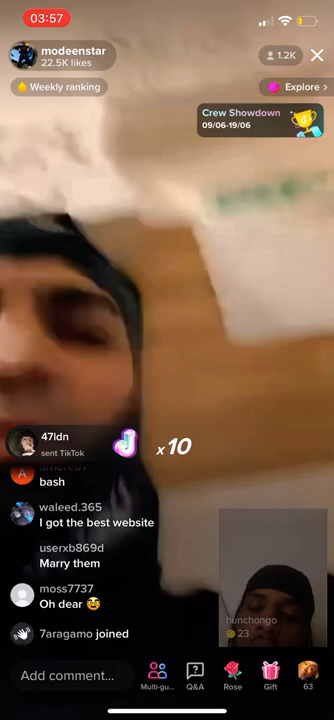 03:57
modeenstar
22.5K likes
1.2K
Weekly ranking
Explore >
Crew Showdown
09/06-19/06
47ldn
sent TikTok
x10
bash
waleed.365
I got the best website
userxb869d
Marry them
moss7737
Oh dear 😂
7aragamo joined
hunchongo
23
Add comment...
Multi-gu...
Q&A
Rose
Gift
63